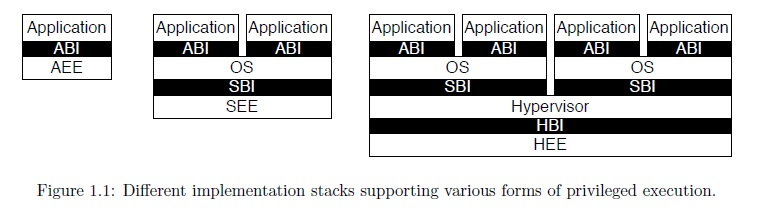 Application Application Application Application Application Application Application
ABI ABI ABI ABI ABI ABI ABI
AEE OS OS OS
SBI SBI SBI
SEE Hypervisor
HBI
HEE
Figure 1.1: Different implementation stacks supporting various forms of privileged execution.